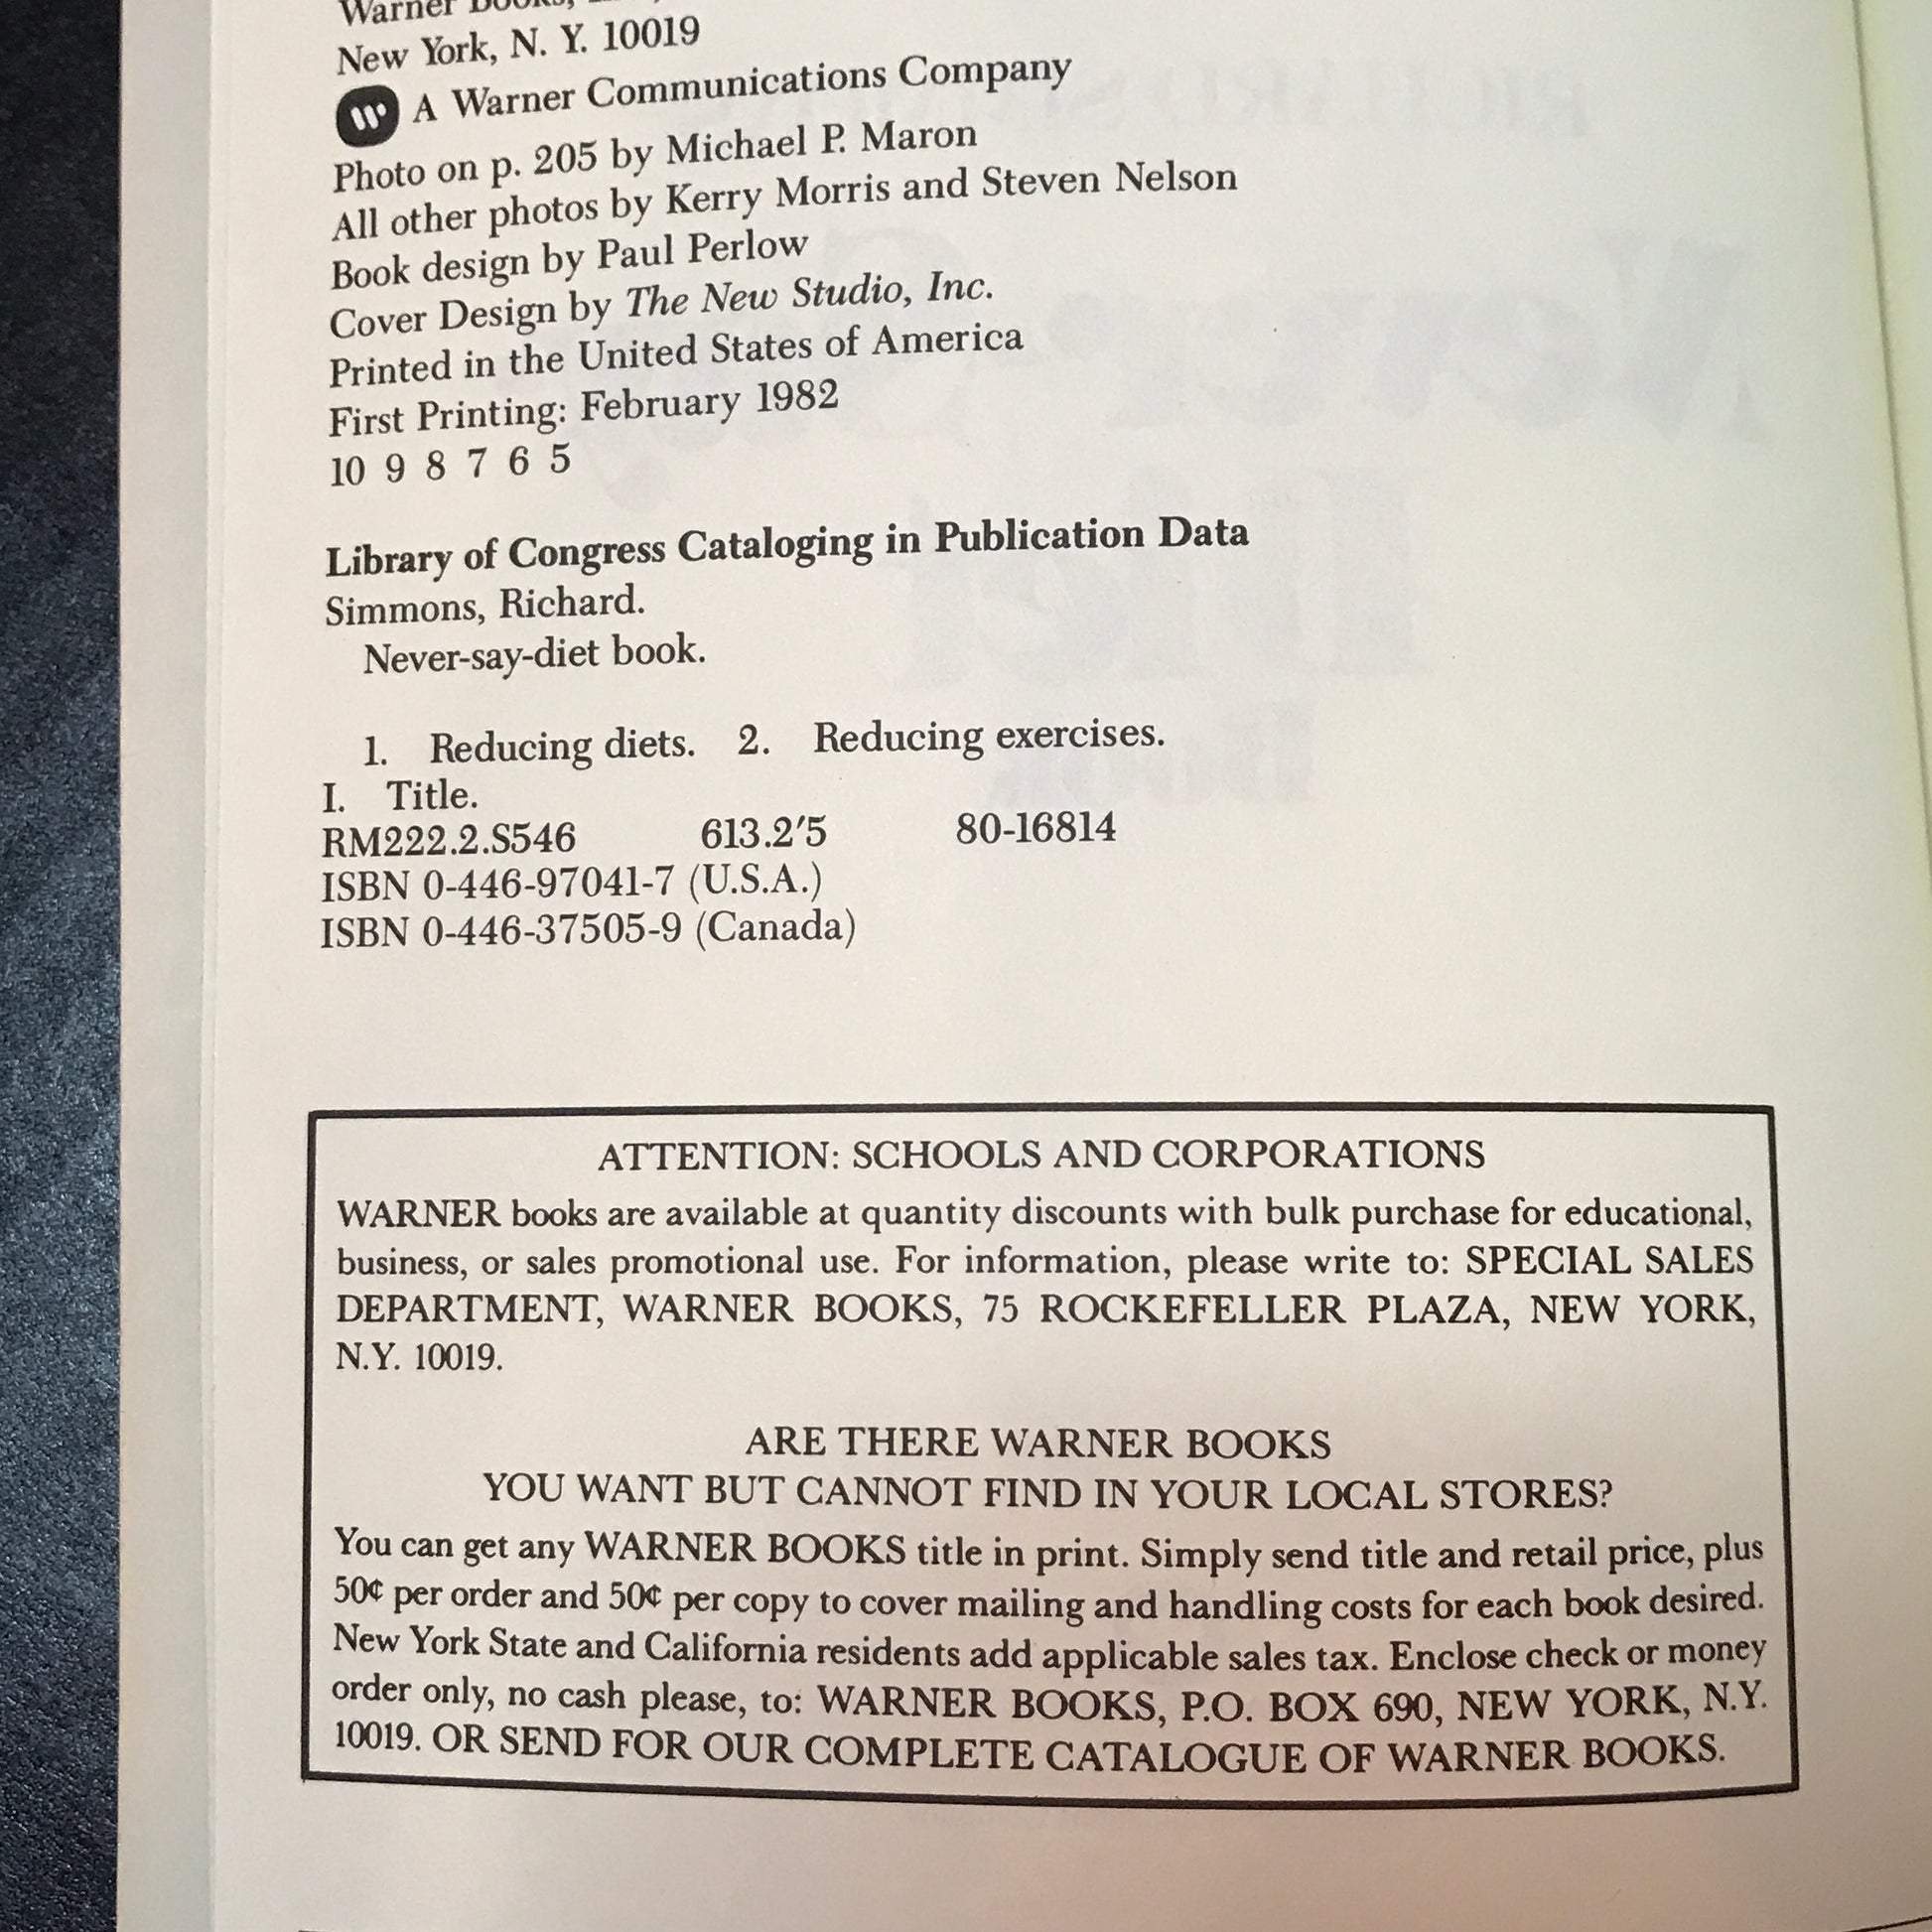 Warner Books,
New York, N. Y. 10019
A Warner Communications Company
Photo on p. 205 by Michael P. Maron
All other photos by Kerry Morris and Steven Nelson
Book design by Paul Perlow
Cover Design by The New Studio, Inc.
Printed in the United States of America
First Printing: February 1982
10 9 8 7 6 5
Library of Congress Cataloging in Publication Data
Simmons, Richard.
Never-say-diet book.
1. Reducing diets. 2. Reducing exercises.
I. Title.
RM222.2.S546 613.2'5 80-16814
ISBN 0-446-97041-7 (U.S.A.)
ISBN 0-446-37505-9 (Canada)
ATTENTION: SCHOOLS AND CORPORATIONS
WARNER books are available at quantity discounts with bulk purchase for educational,
business, or sales promotional use. For information, please write to: SPECIAL SALES
DEPARTMENT, WARNER BOOKS, 75 ROCKEFELLER PLAZA, NEW YORK,
N.Y. 10019.
ARE THERE WARNER BOOKS
YOU WANT BUT CANNOT FIND IN YOUR LOCAL STORES?
You can get any WARNER BOOKS title in print. Simply send title and retail price, plus
50¢ per order and 50¢ per copy to cover mailing and handling costs for each book desired.
New York State and California residents add applicable sales tax. Enclose check or money
order only, no cash please, to: WARNER BOOKS, P.O. BOX 690, NEW YORK, N.Y.
10019. OR SEND FOR OUR COMPLETE CATALOGUE OF WARNER BOOKS.